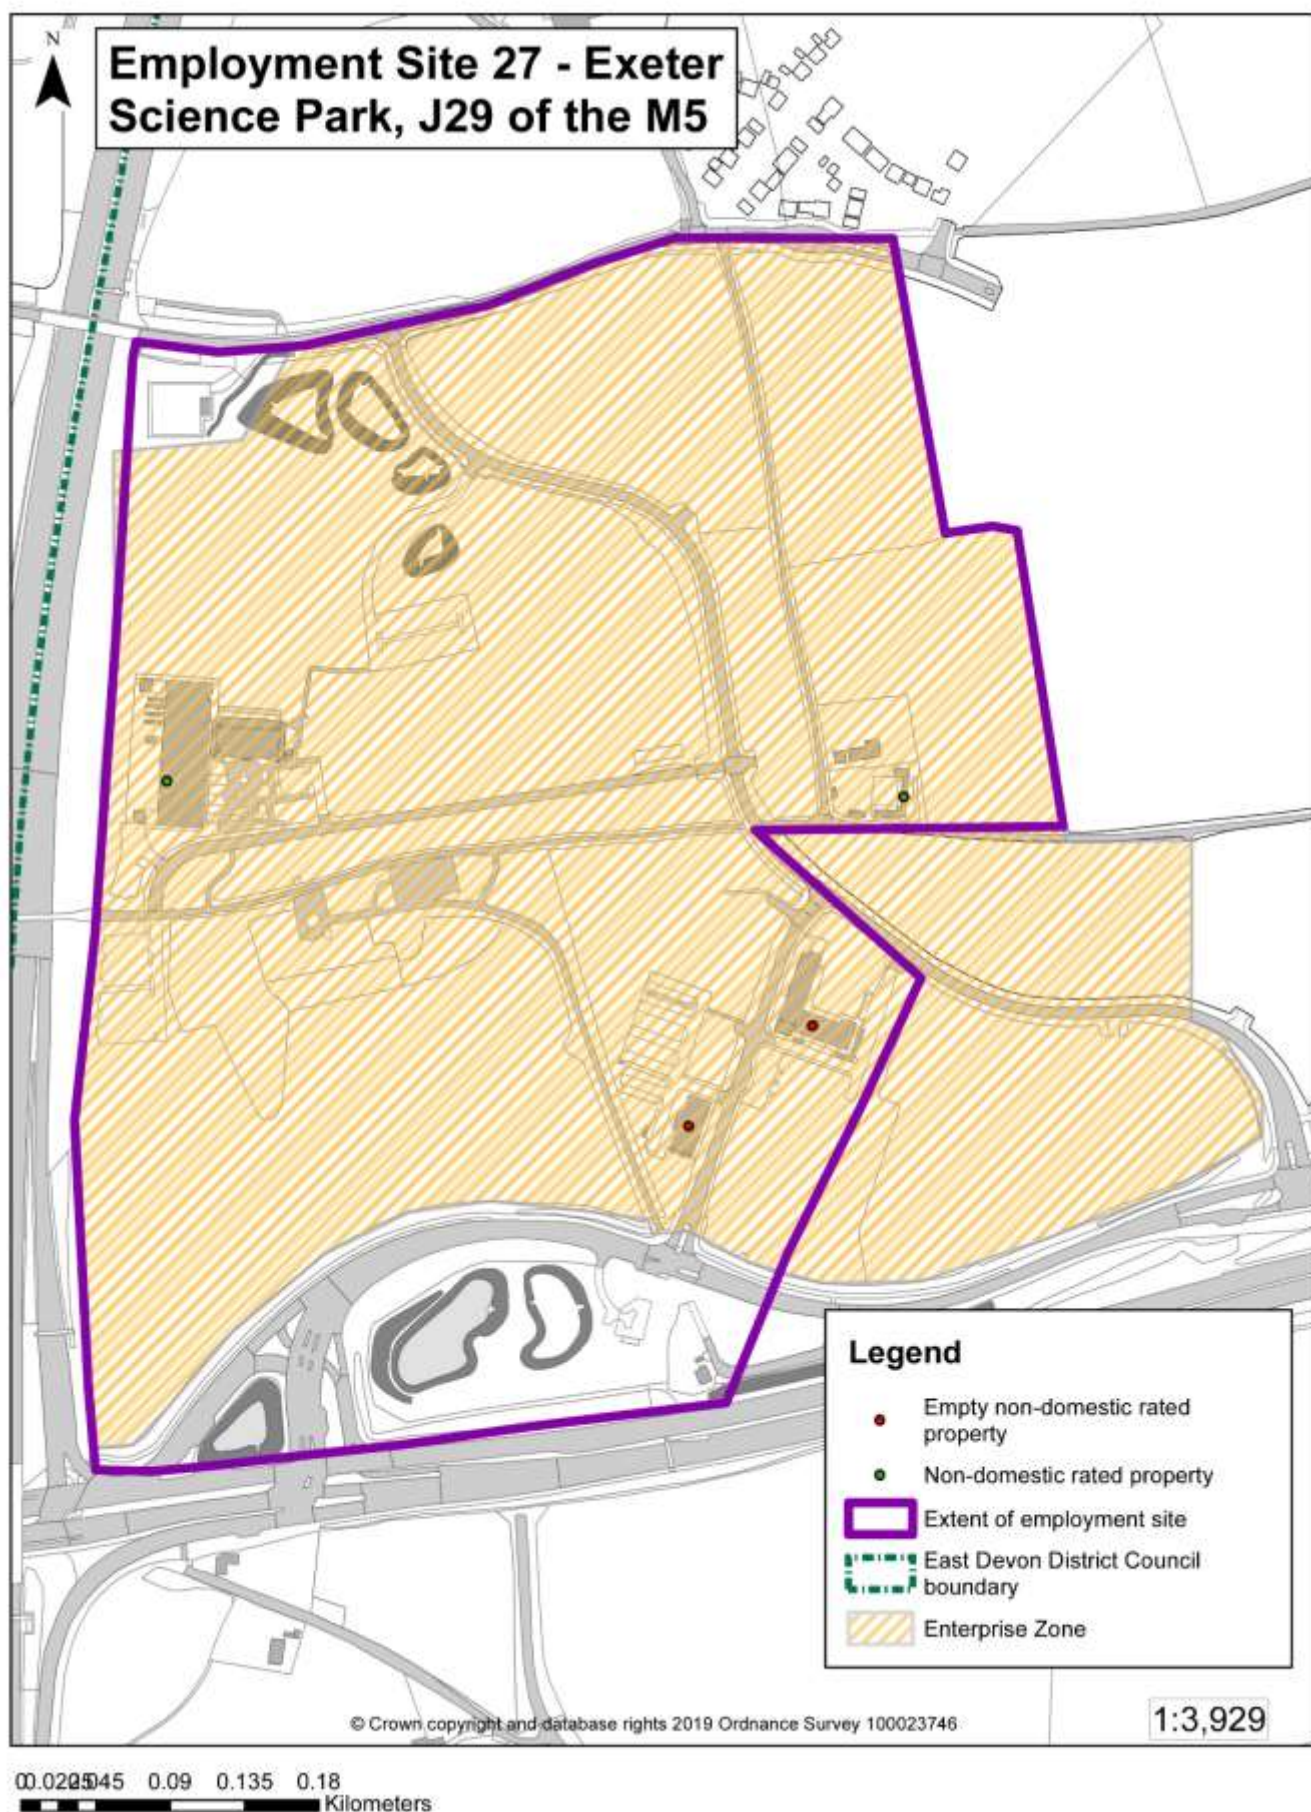 N
Employment Site 27 - Exeter
Science Park, J29 of the M5
Legend
Empty non-domestic rated
property
Non-domestic rated property
Extent of employment site
East Devon District Council
boundary
Enterprise Zone
© Crown copyright and database rights 2019 Ordnance Survey 100023746
1:3,929
0.045 0.09 0.135 0.18
Kilometers